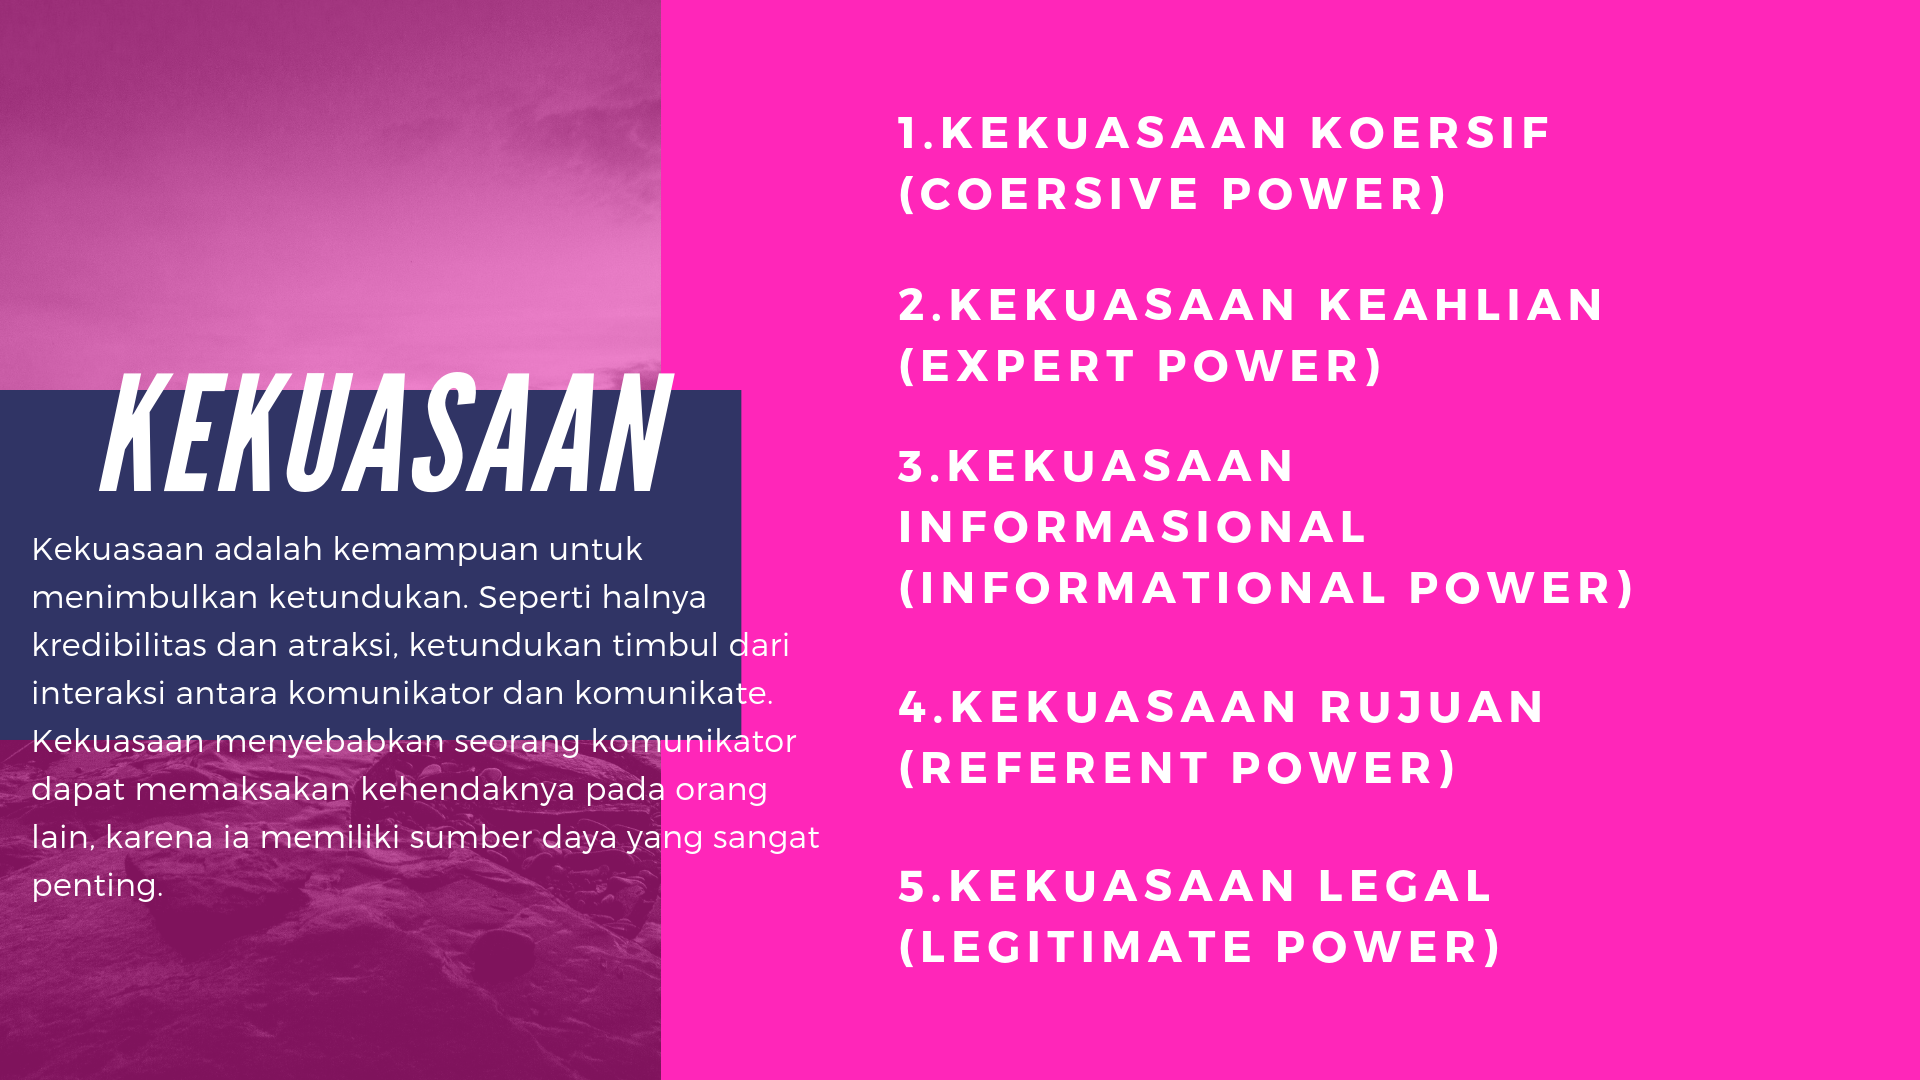 KEKUASAAN
Kekuasaan adalah kemampuan untuk
menimbulkan ketundukan. Seperti halnya
kredibilitas dan atraksi, ketundukan timbul dari
interaksi antara komunikator dan komunikate.
Kekuasaan menyebabkan seorang komunikator
dapat memaksakan kehendaknya pada orang
lain, karena ia memiliki sumber daya yang sangat
penting.
1.KEKUASAAN KOERSIF
(COERSIVE POWER)
2.KEKUASAAN KEAHLIAN
(EXPERT POWER)
3.KEKUASAAN
INFORMASIONAL
(INFORMATIONAL POWER)
4.KEKUASAAN RUJUAN
(REFERENT POWER)
5.KEKUASAAN LEGAL
(LEGITIMATE POWER)